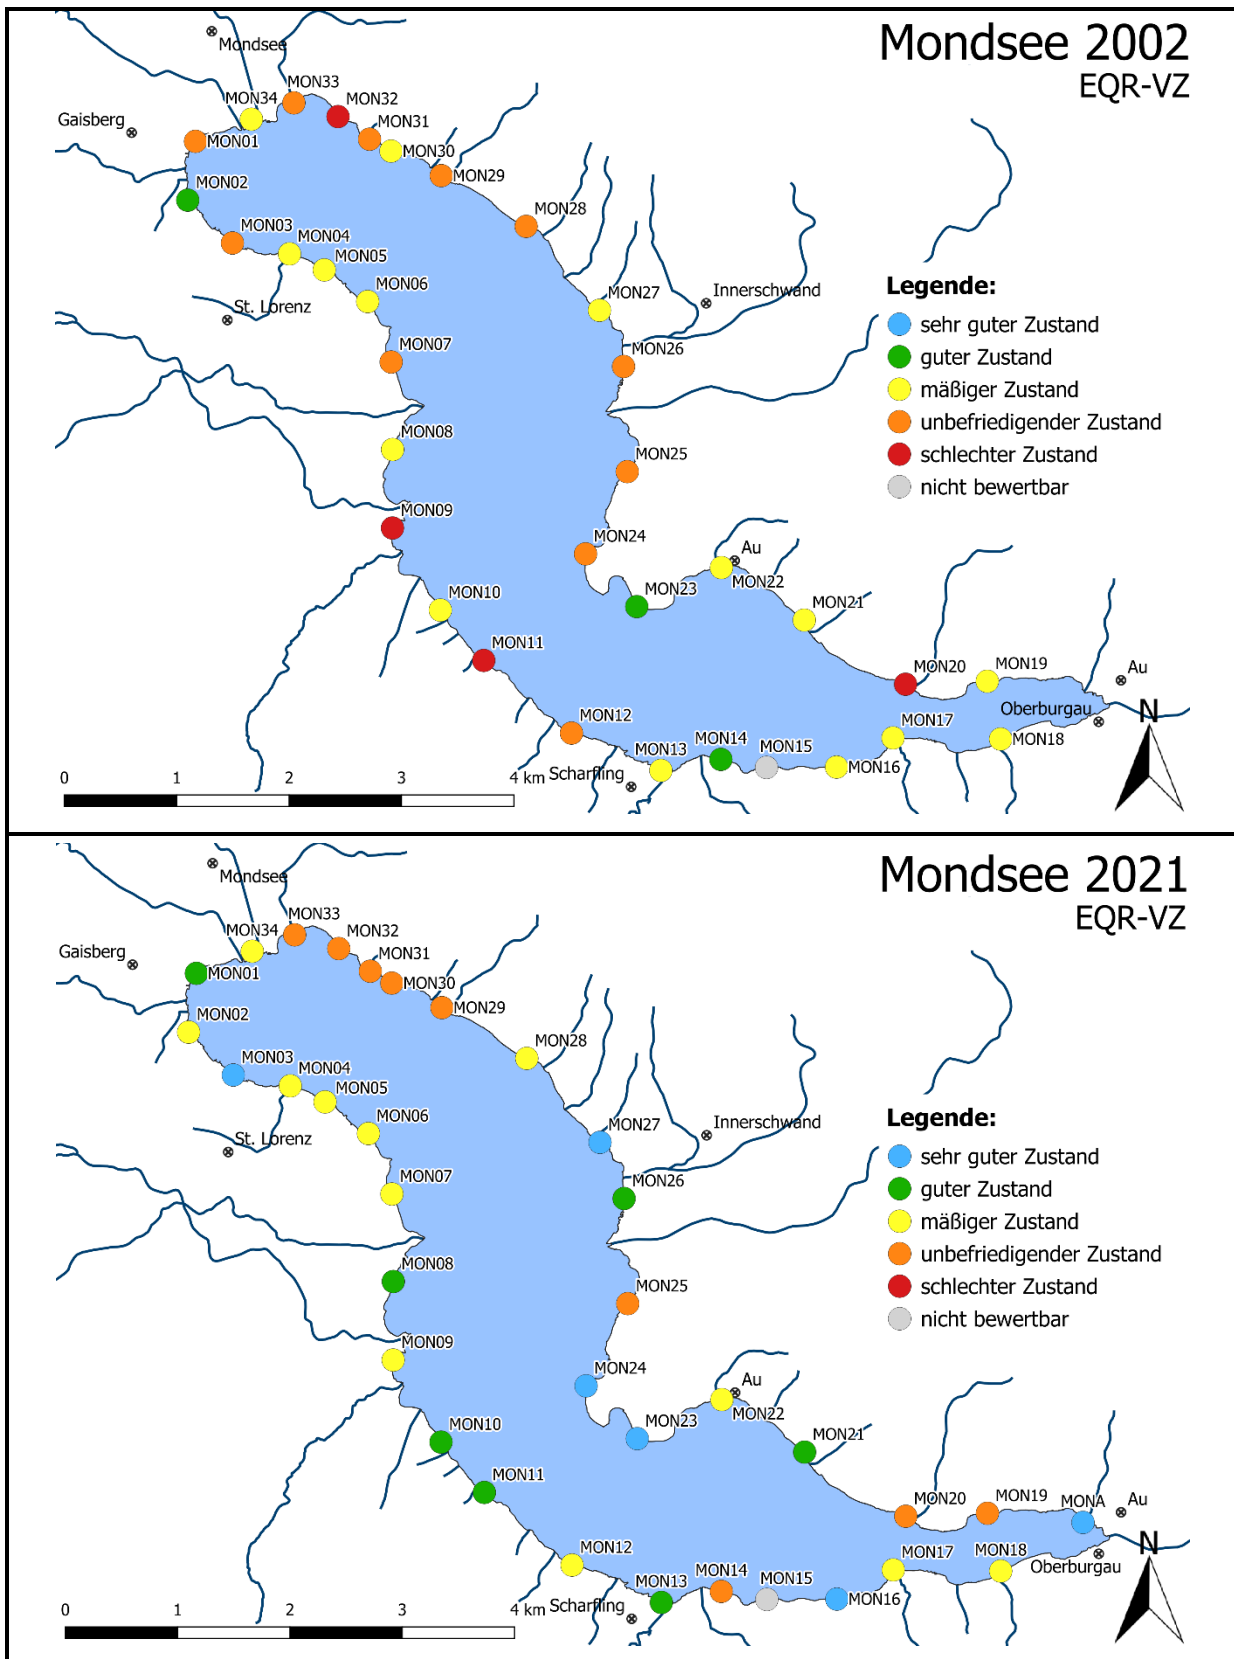 Mondsee 2002
EQR-VZ
Mondsee
MON33
MON34
MON32
Gaisberg
MON31
MON01
MON30
MON02
MON29
MON28
MON03
MON04
MON05
MON06
MON27
Innerschwand
St. Lorenz
MON07
MON26
MON08
MON25
MON09
MON24
Au
MON22
MON10
MON23
MON21
MON11
MON20
MON19
Au
Oberburgau
N
MON12
MON17
MON18
MON14
MON15
MON13
MON16
Scharfling
0 1 2 3 4 km
Legende:
sehr guter Zustand
guter Zustand
mäßiger Zustand
unbefriedigender Zustand
schlechter Zustand
nicht bewertbar
Mondsee 2021
EQR-VZ
Mondsee
MON33
MON34
MON32
Gaisberg
MON31
MON01
MON30
MON02
MON29
MON28
MON03
MON04
MON05
MON06
MON27
Innerschwand
St. Lorenz
MON07
MON26
MON08
MON25
MON09
MON24
Au
MON22
MON10
MON23
MON21
MON11
MON20
MON19
MONA
Au
N
MON12
MON17
MON18
Oberburgau
MON14
MON15
MON13
MON16
Scharfling
0 1 2 3 4 km
Legende:
sehr guter Zustand
guter Zustand
mäßiger Zustand
unbefriedigender Zustand
schlechter Zustand
nicht bewertbar